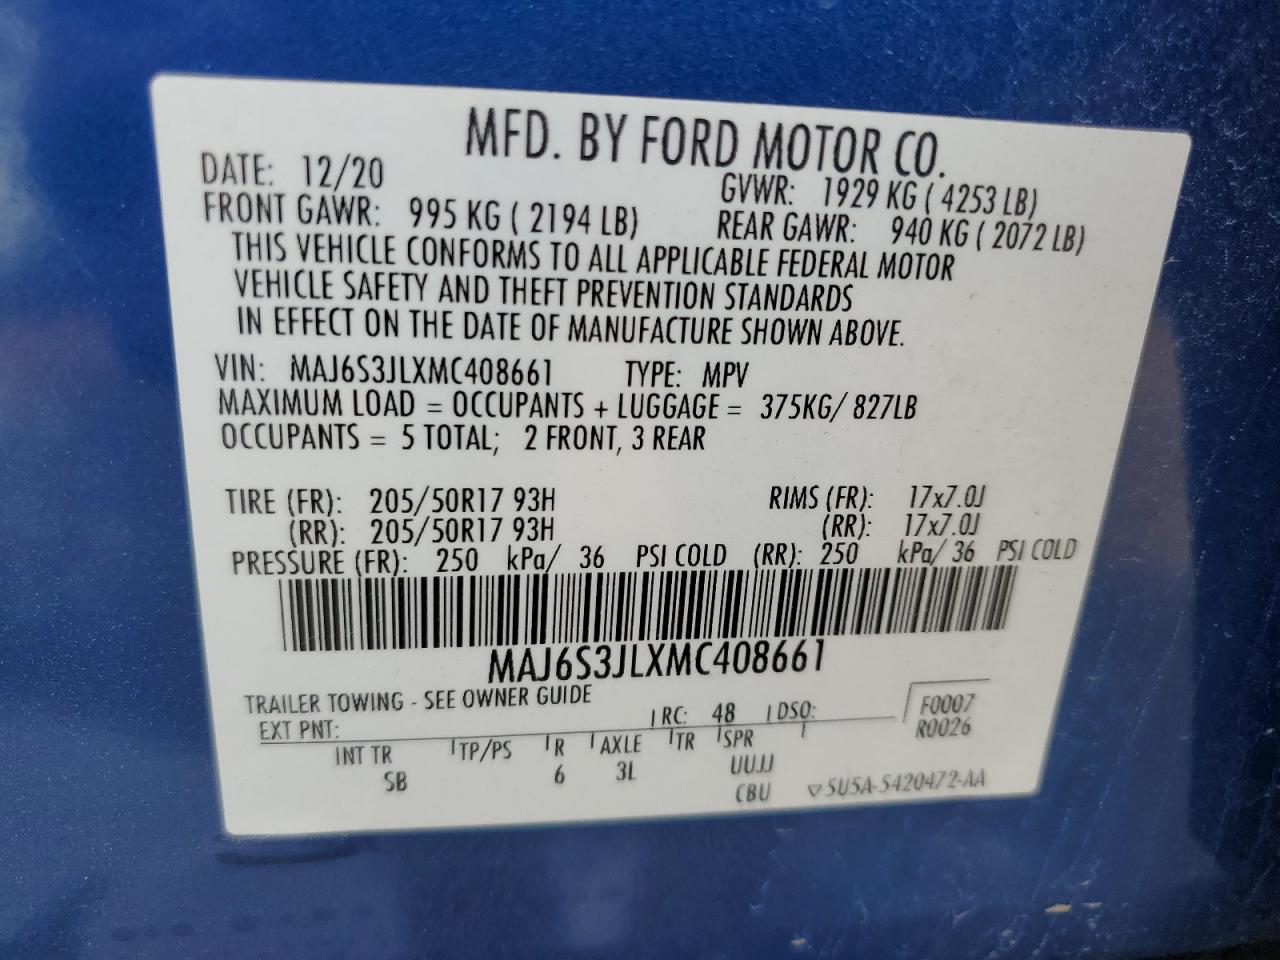 MFD. BY FORD MOTOR CO.
DATE: 12/20 GVWR: 1929 KG ( 4253 LB)
FRONT GAWR: 995 KG ( 2194 LB) REAR GAWR: 940 KG ( 2072 LB)
THIS VEHICLE CONFORMS TO ALL APPLICABLE FEDERAL MOTOR
VEHICLE SAFETY AND THEFT PREVENTION STANDARDS
IN EFFECT ON THE DATE OF MANUFACTURE SHOWN ABOVE.
VIN: MAJ6S3JLXMC408661 TYPE: MPV
MAXIMUM LOAD = OCCUPANTS + LUGGAGE = 375KG/ 827LB
OCCUPANTS = 5 TOTAL; 2 FRONT, 3 REAR
TIRE (FR): 205/50R17 93H RIMS (FR): 17x7.0J
(RR): 205/50R17 93H (RR): 17x7.0J
PRESSURE (FR): 250 kPa/ 36 PSI COLD (RR): 250 kPa/ 36 PSI COLD
MAJ6S3JLXMC408661
TRAILER TOWING - SEE OWNER GUIDE
EXT PNT: RC: 48 DSO: F0007
R0026
INT TR TP/PS R AXLE TR SPR
SB 6 3L UUJJ
CBU 5U5A-5420472-AA